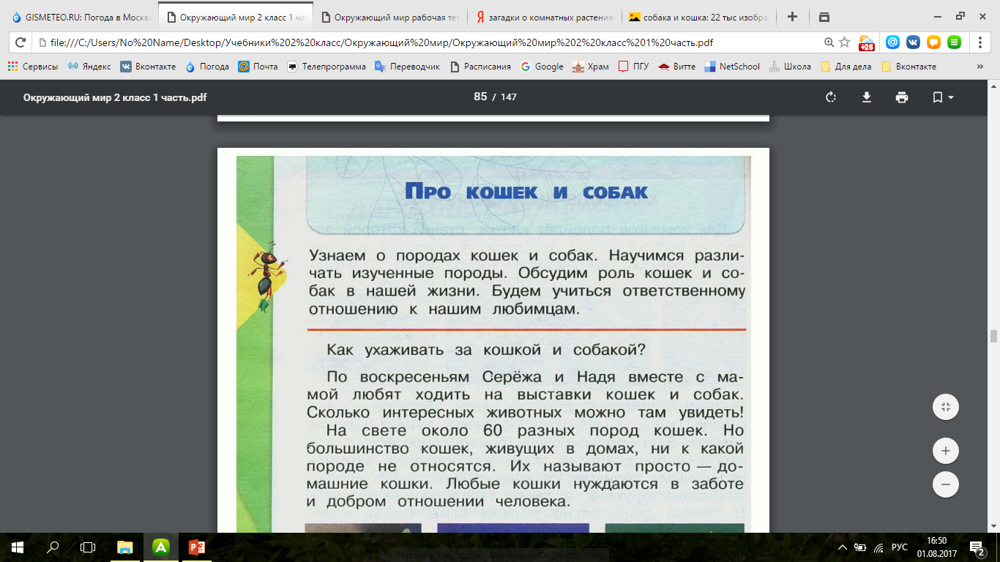 GISMETEO.RU: Погода в Москве
Окружающий мир 2 класс 1 ча
Окружающий мир рабочая тет
загадки о комнатных растения
собака и кошка: 22 тыс изобра
file:///C:/Users/No%20Name/Desktop/Учебники%202%20класс/Окружающий%20мир/Окружающий%20мир%202%20класс%201%20часть.pdf
+26
Сервисы Яндекс Вконтакте Погода Почта Телепрограмма Переводчик Расписания Google Храм ПГУ Витте NetSchool Школа Для дела Вконтакте »
Окружающий мир 2 класс 1 часть.pdf
85 / 147
Про кошек и собак
Узнаем о породах кошек и собак. Научимся разли-
чать изученные породы. Обсудим роль кошек и со-
бак в нашей жизни. Будем учиться ответственному
отношению к нашим любимцам.
Как ухаживать за кошкой и собакой?
По воскресеньям Серёжа и Надя вместе с ма-
мой любят ходить на выставки кошек и собак.
Сколько интересных животных можно там увидеть!
На свете около 60 разных пород кошек. Но
большинство кошек, живущих в домах, ни к какой
породе не относятся. Их называют просто — до-
машние кошки. Любые кошки нуждаются в заботе
и добром отношении человека.
РУС
16:50
01.08.2017
2